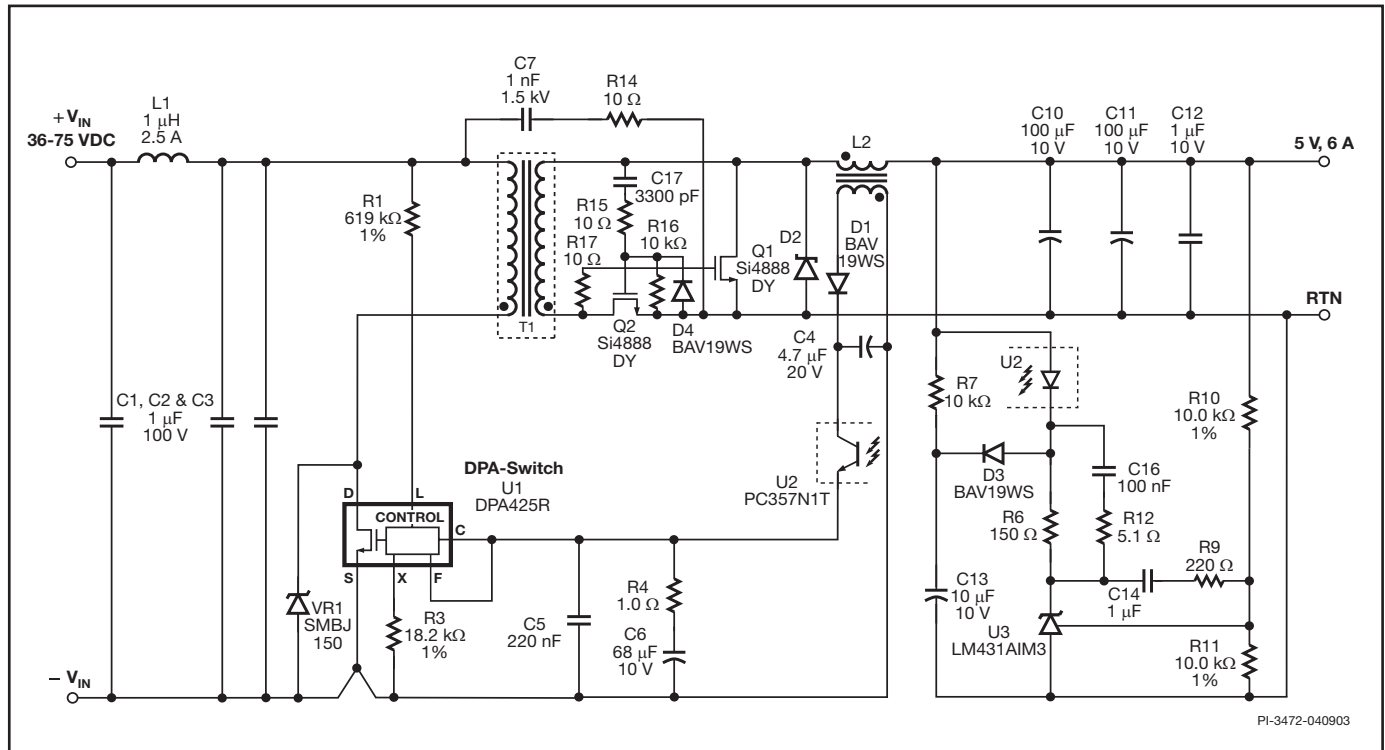 C7
1 nF
1.5 kV
R14
10 Ω
L1
1 μH
2.5 A
+ VIN
36-75 VDC
C10
100 μF
10 V
C11
100 μF
10 V
C12
1 μF
10 V
5 V, 6 A
L2
R1
619 kΩ
1%
C17
3300 pF
R15
10 Ω
R16
10 kΩ
R17
10 Ω
Q1
Si4888
DY
D2
D1
BAV
19WS
RTN
T1
Q2
Si4888
DY
D4
BAV19WS
C4
4.7 μF
20 V
U2
R7
10 kΩ
R10
10.0 kΩ
1%
C1, C2 & C3
1 μF
100 V
DPA-Switch
U1
DPA425R
U2
PC357N1T
D3
BAV19WS
C16
100 nF
D
L
CONTROL
C
S
X
F
R6
150 Ω
R12
5.1 Ω
R9
220 Ω
C14
1 μF
VR1
SMBJ
150
R3
18.2 kΩ
1%
C5
220 nF
R4
1.0 Ω
C6
68 μF
10 V
C13
10 μF
10 V
U3
LM431AIM3
R11
10.0 kΩ
1%
− VIN
PI-3472-040903